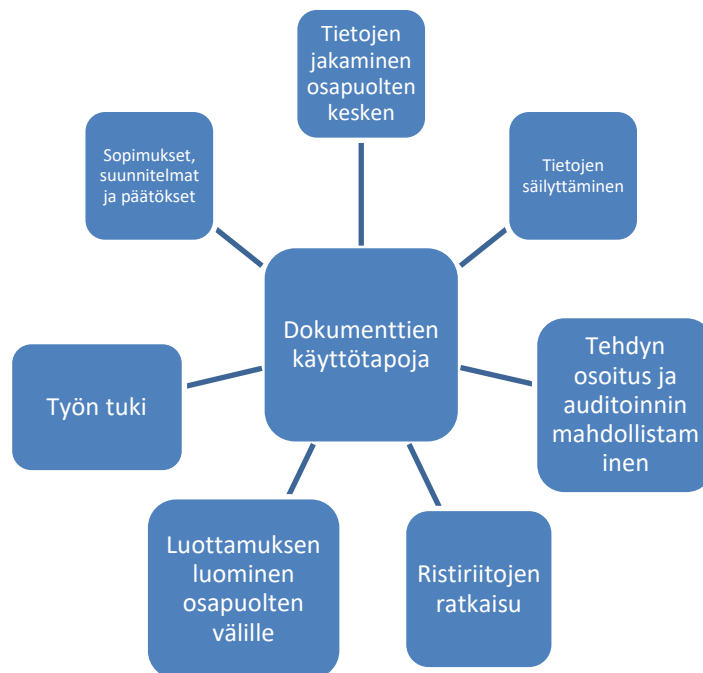 Tietojen
jakaminen
osapuolten
kesken
Sopimukset,
suunnitelmat
ja päätökset
Tietojen
säilyttäminen
Dokumenttien
käyttötapoja
Tehdyn
osoitus ja
auditoinnin
mahdollistam
inen
Työn tuki
Luottamuksen
luominen
osapuolten
välille
Ristiriitojen
ratkaisu